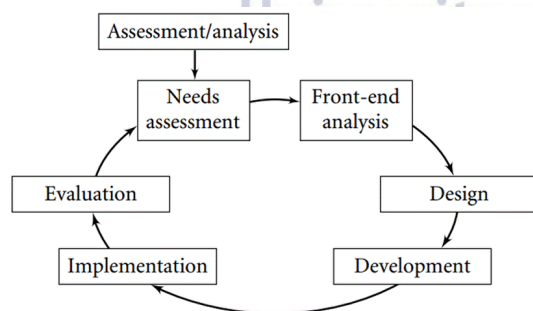 Assessment/analysis
Needs
assessment
Front-end
analysis
Evaluation
Design
Implementation
Development